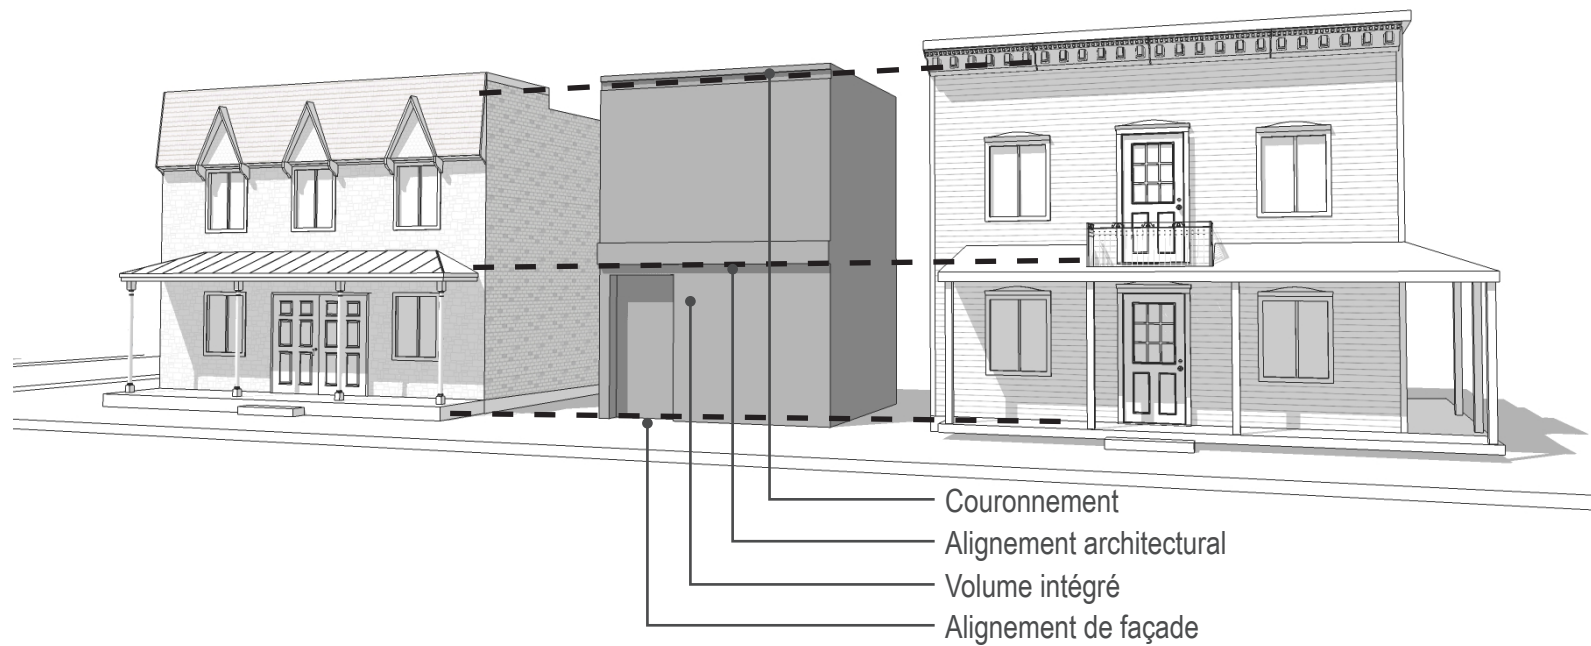 Couronnement
Alignement architectural
Volume intégré
Alignement de façade